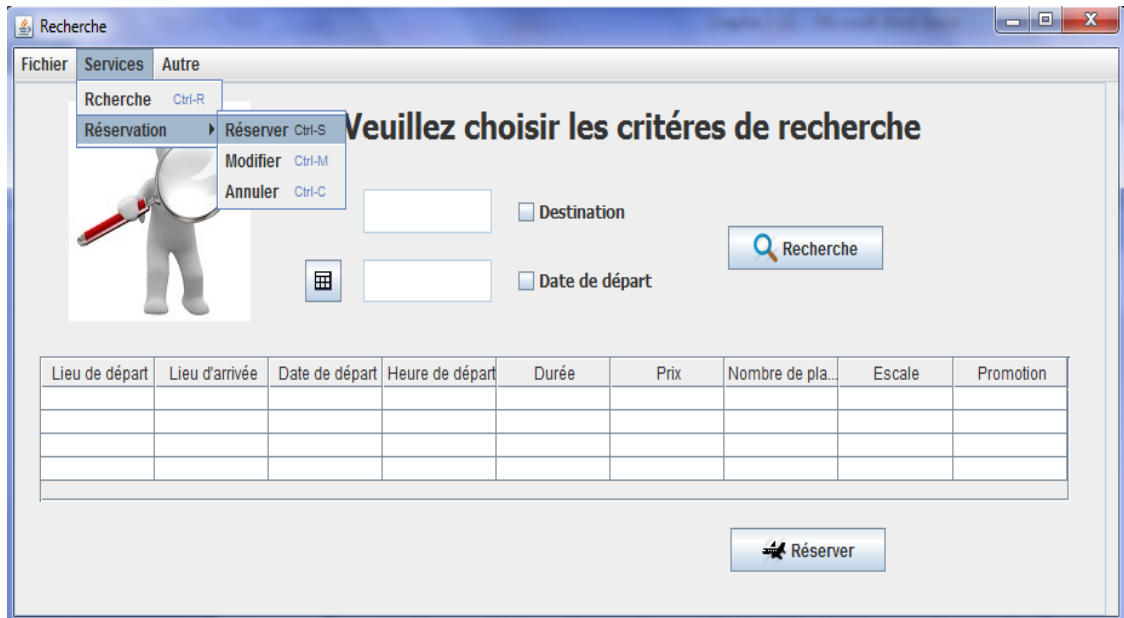 Recherche
Fichier Services Autre
Rcherche Ctrl-R
Réservation Réserver Ctrl-S
Modifier Ctrl-M
Annuler Ctrl-C
Veuillez choisir les critéres de recherche
Destination
Recherche
Date de départ
Lieu de départ Lieu d'arrivée Date de départ Heure de départ Durée Prix Nombre de pla... Escale Promotion
Réserver